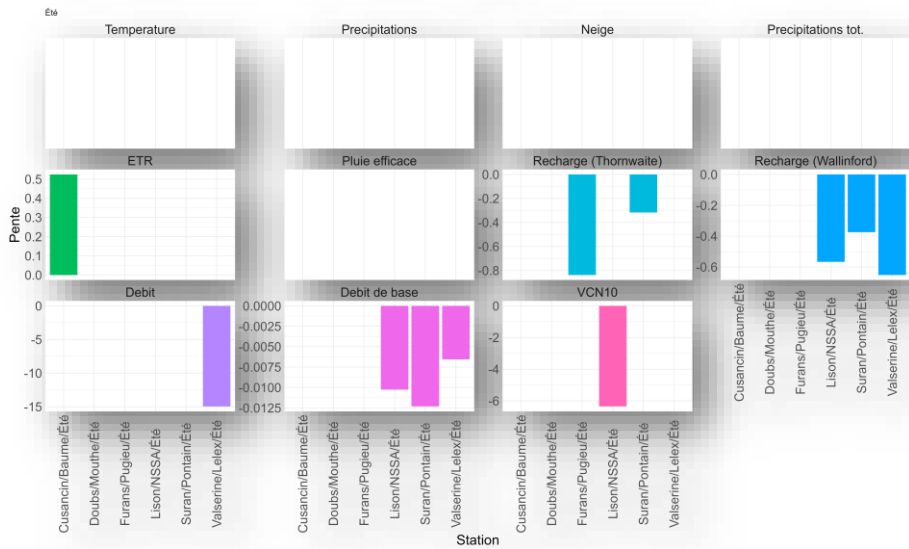 Été
Temperature
Precipitations
Neige
Precipitations tot.
ETR
Pluie efficace
Recharge (Thornwaite)
Recharge (Wallinford)
0.5
0.4
0.3
0.2
0.1
0.0
0.0
-0.2
-0.4
-0.6
-0.8
0.0
-0.2
-0.4
-0.6
Pente
Debit
Debit de base
VCN10
0
-5
-10
-15
0.0000
-0.0025
-0.0050
-0.0075
-0.0100
-0.0125
0
-2
-4
-6
Cusancin/Baume/Été
Doubs/Mouthe/Été
Furans/Pugieu/Été
Lison/NSSA/Été
Suran/Pontain/Été
Valserine/Lelex/Été
Cusancin/Baume/Été
Doubs/Mouthe/Été
Furans/Pugieu/Été
Lison/NSSA/Été
Suran/Pontain/Été
Valserine/Lelex/Été
Cusancin/Baume/Été
Doubs/Mouthe/Été
Furans/Pugieu/Été
Lison/NSSA/Été
Suran/Pontain/Été
Valserine/Lelex/Été
Cusancin/Baume/Été
Doubs/Mouthe/Été
Furans/Pugieu/Été
Lison/NSSA/Été
Suran/Pontain/Été
Valserine/Lelex/Été
Station